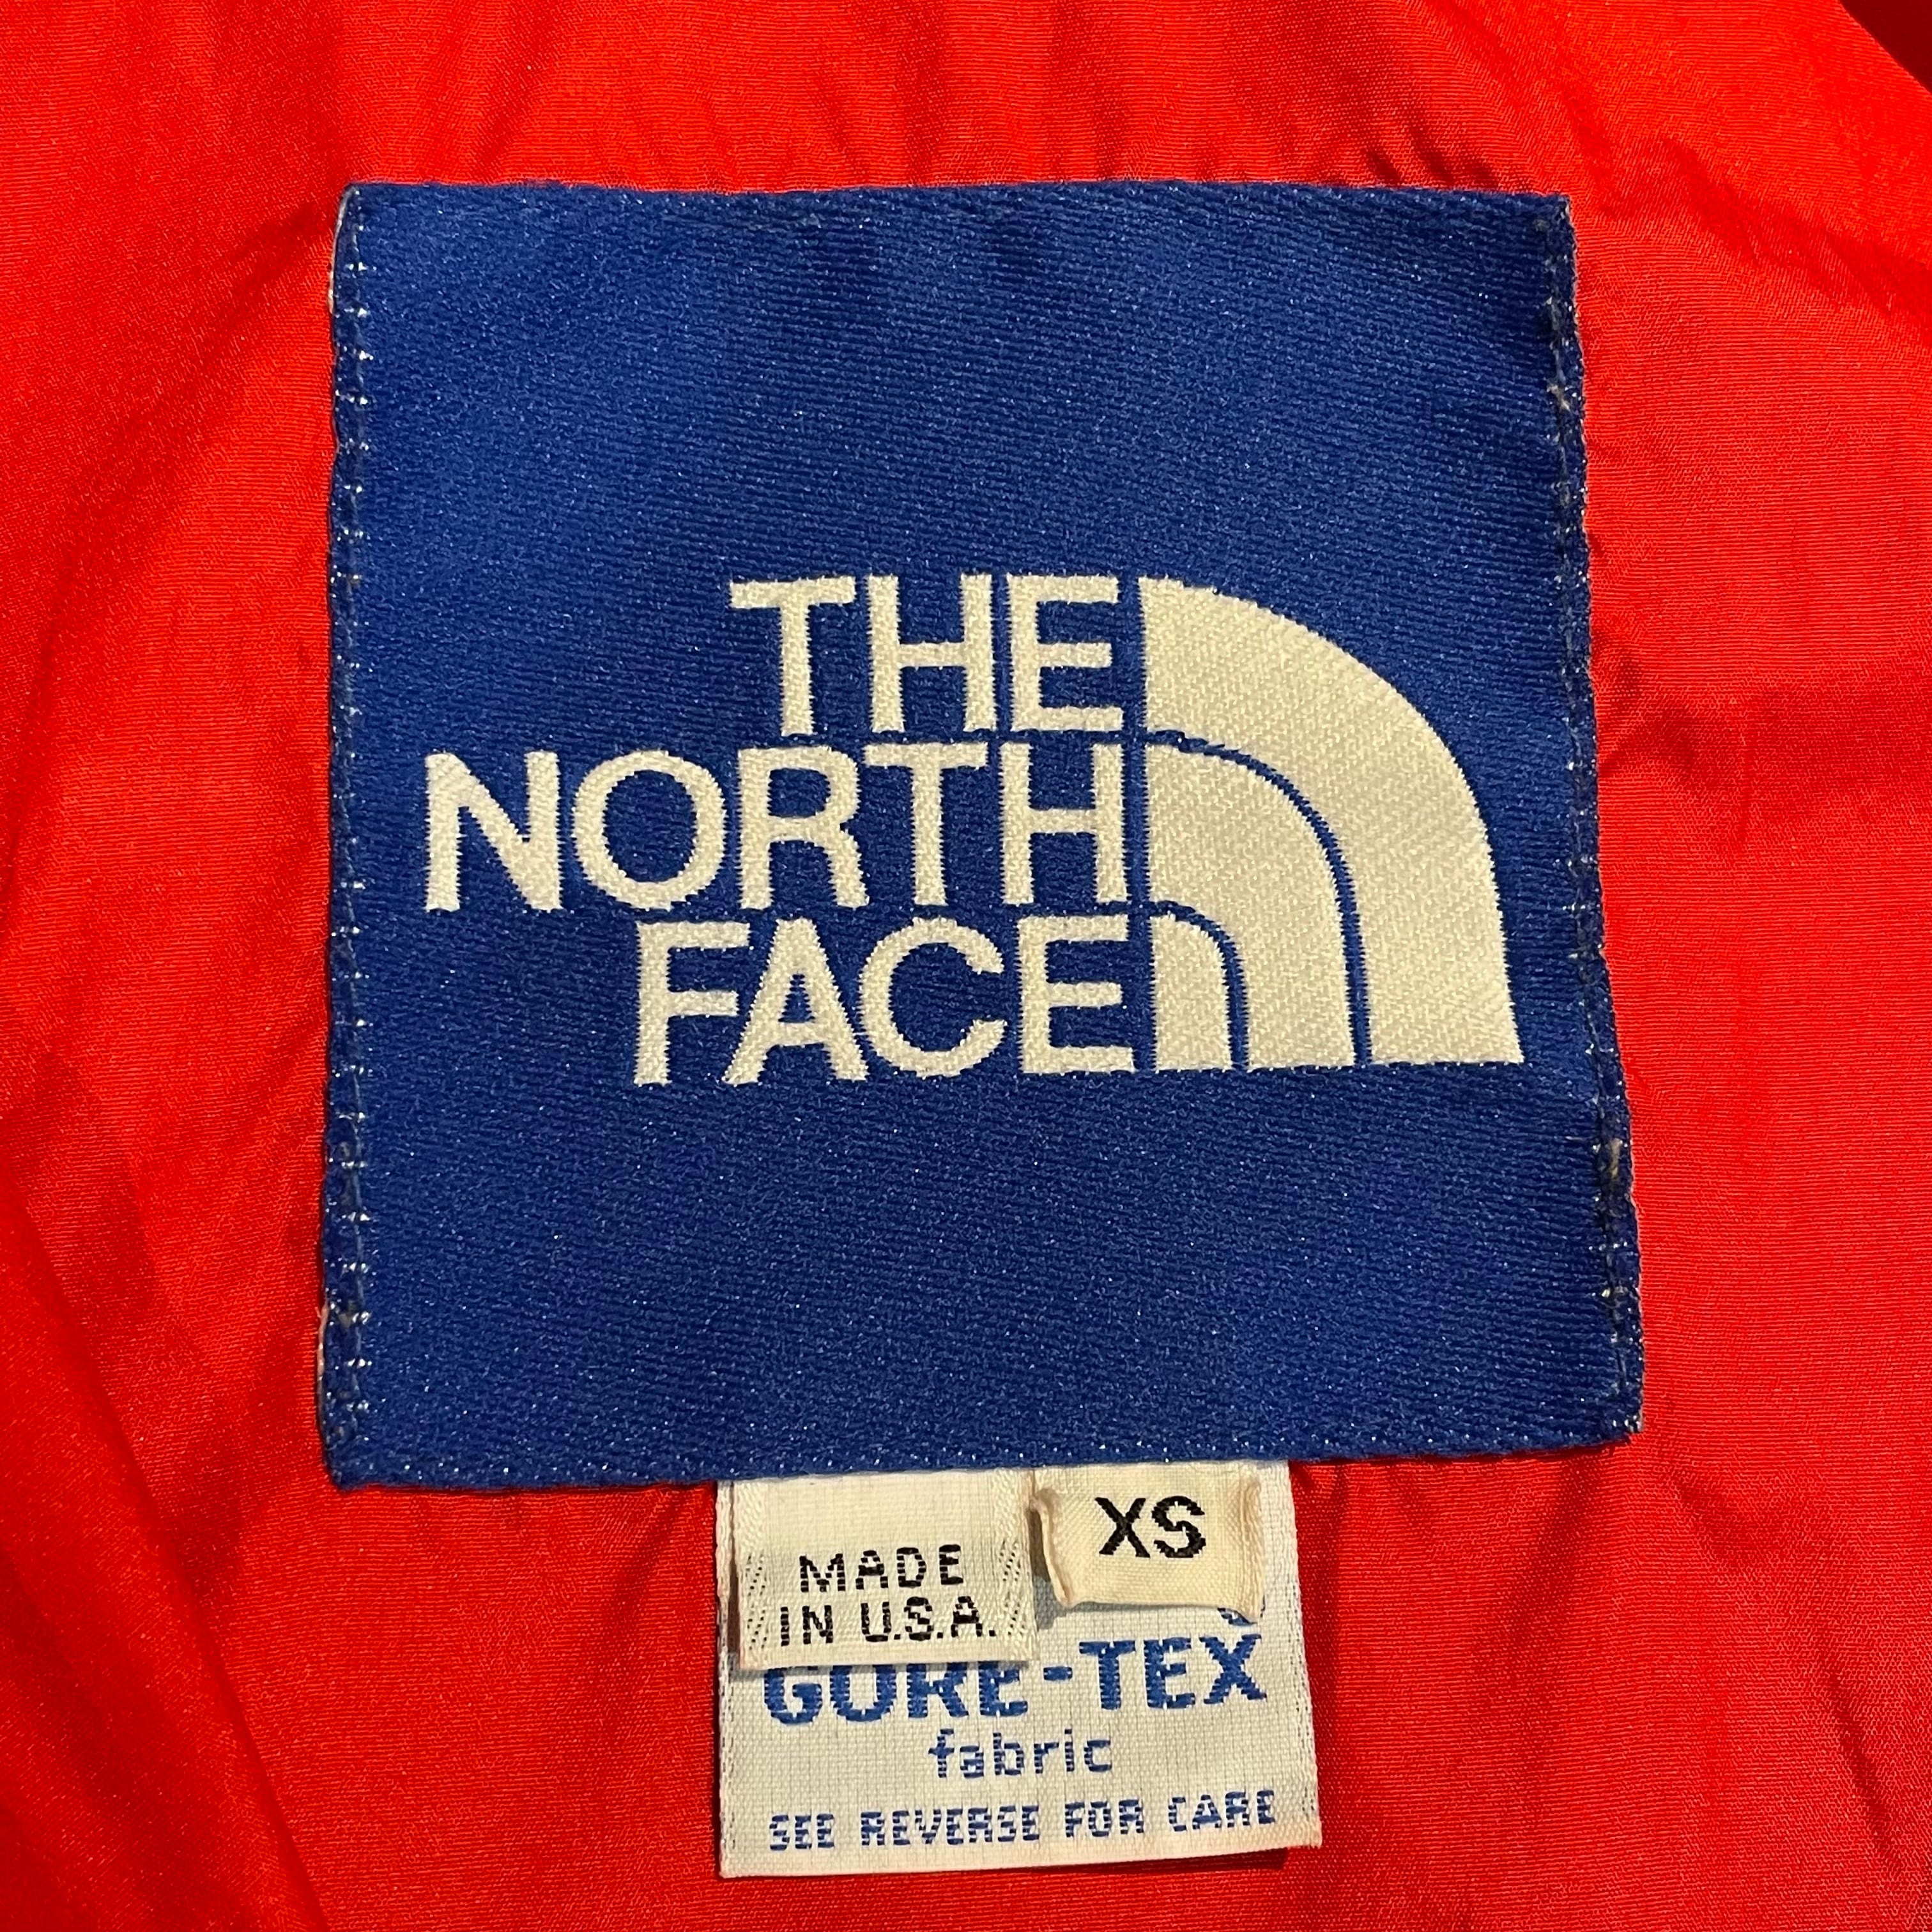 THE
NORTH
FACE
MADE
IN U.S.A.
XS
GORE-TEX
fabric
SEE REVERSE FOR CARE